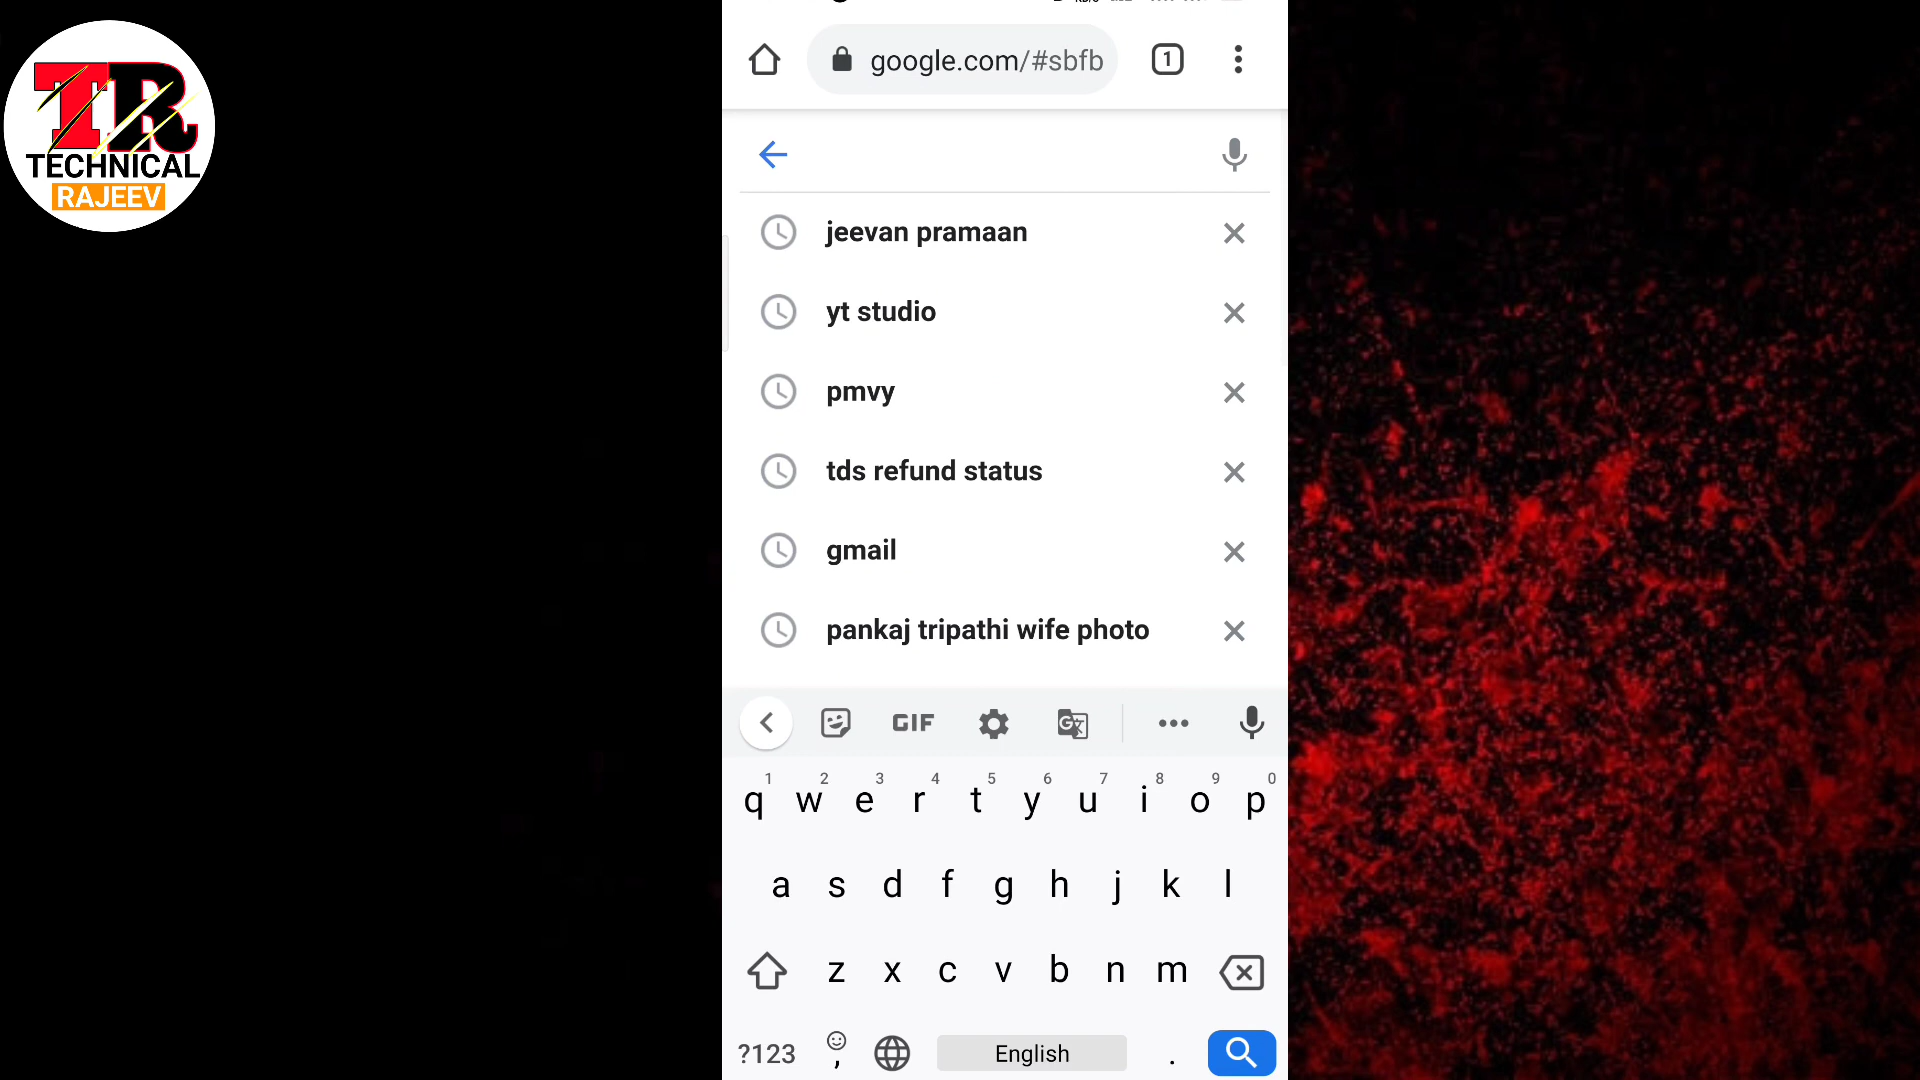 TR
TECHNICAL
RAJEEV
google.com/#sbfb
1
jeevan pramaan
yt studio
pmvy
tds refund status
gmail
pankaj tripathi wife photo
GIF
1 2 3 4 5 6 7 8 9 0
q w e r t y u i o p
a s d f g h j k l
z x c v b n m
?123 , English .